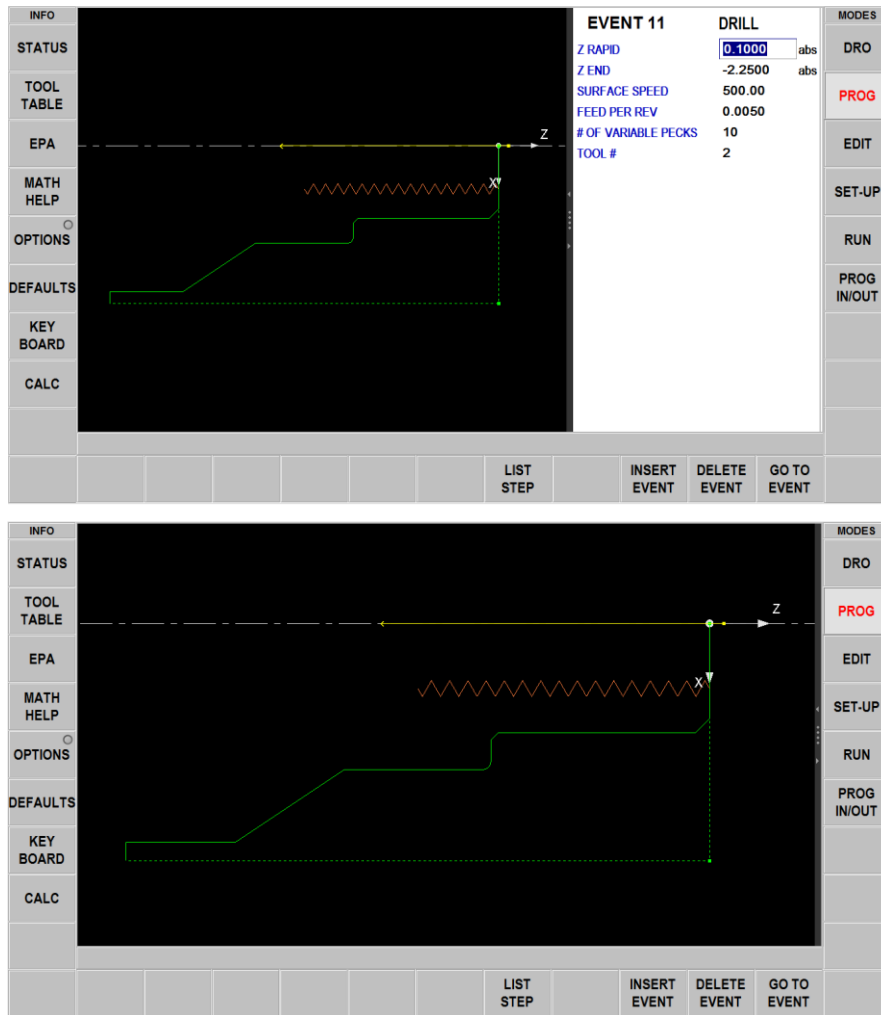 INFO
STATUS
TOOL
TABLE
EPA
MATH
HELP
OPTIONS
DEFAULTS
KEY
BOARD
CALC
Z
X
EVENT 11 DRILL
Z RAPID 0.1000 abs
Z END -2.2500 abs
SURFACE SPEED 500.00
FEED PER REV 0.0050
# OF VARIABLE PECKS 10
TOOL # 2
MODES
DRO
PROG
EDIT
SET-UP
RUN
PROG
IN/OUT
LIST
STEP
INSERT
EVENT
DELETE
EVENT
GO TO
EVENT
INFO
STATUS
TOOL
TABLE
EPA
MATH
HELP
OPTIONS
DEFAULTS
KEY
BOARD
CALC
Z
X
MODES
DRO
PROG
EDIT
SET-UP
RUN
PROG
IN/OUT
LIST
STEP
INSERT
EVENT
DELETE
EVENT
GO TO
EVENT